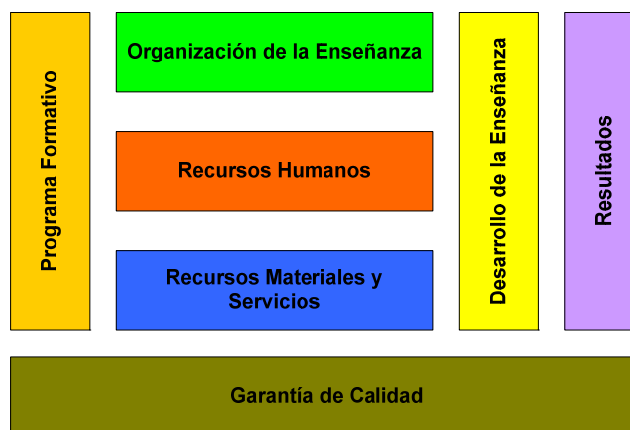 Programa Formativo
Organización de la Enseñanza
Recursos Humanos
Recursos Materiales y
Servicios
Desarrollo de la Enseñanza
Resultados
Garantía de Calidad